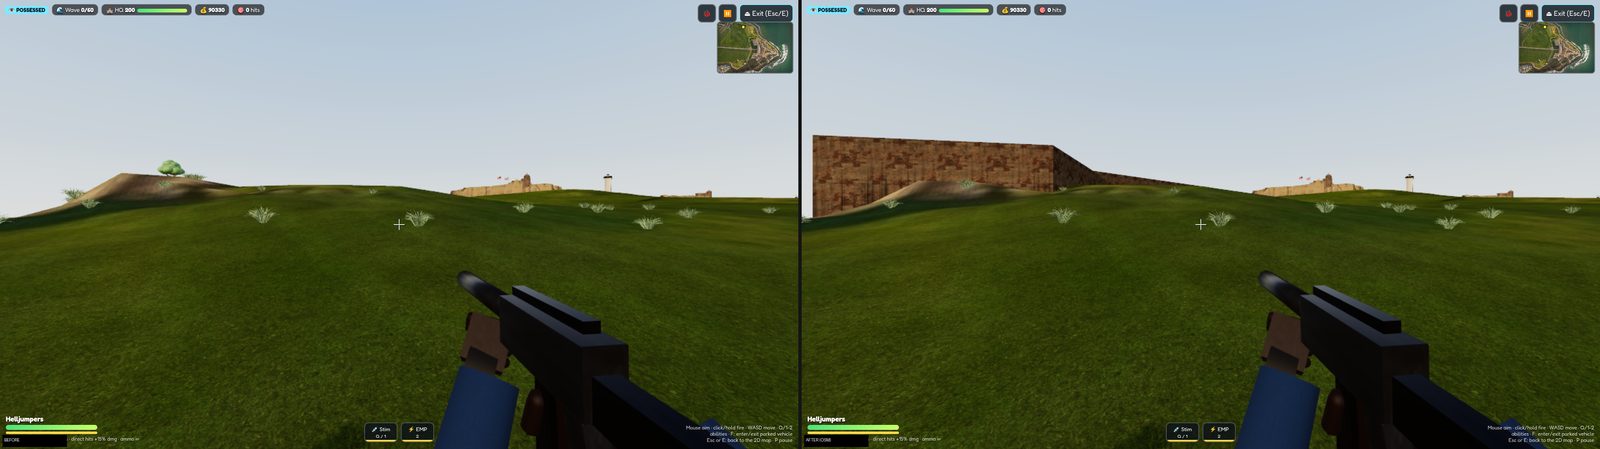 POSSESSED Wave 0/60 HQ 200 90330 0 hits
Exit (Esc/E)
Helljumpers
BEFORE
direct hits +15% dmg · ammo ∞
Stim
0 / 1
EMP
2
Mouse aim · click/hold fire · WASD move · Q/1-2
abilities · F: enter/exit parked vehicle
Esc or E: back to the 2D map · P pause
POSSESSED Wave 0/60 HQ 200 90330 0 hits
Exit (Esc/E)
Helljumpers
direct hits +15% dmg · ammo ∞
Stim
0 / 1
EMP
2
Mouse aim · click/hold fire · WASD move · Q/1-2
abilities · F: enter/exit parked vehicle
Esc or E: back to the 2D map · P pause